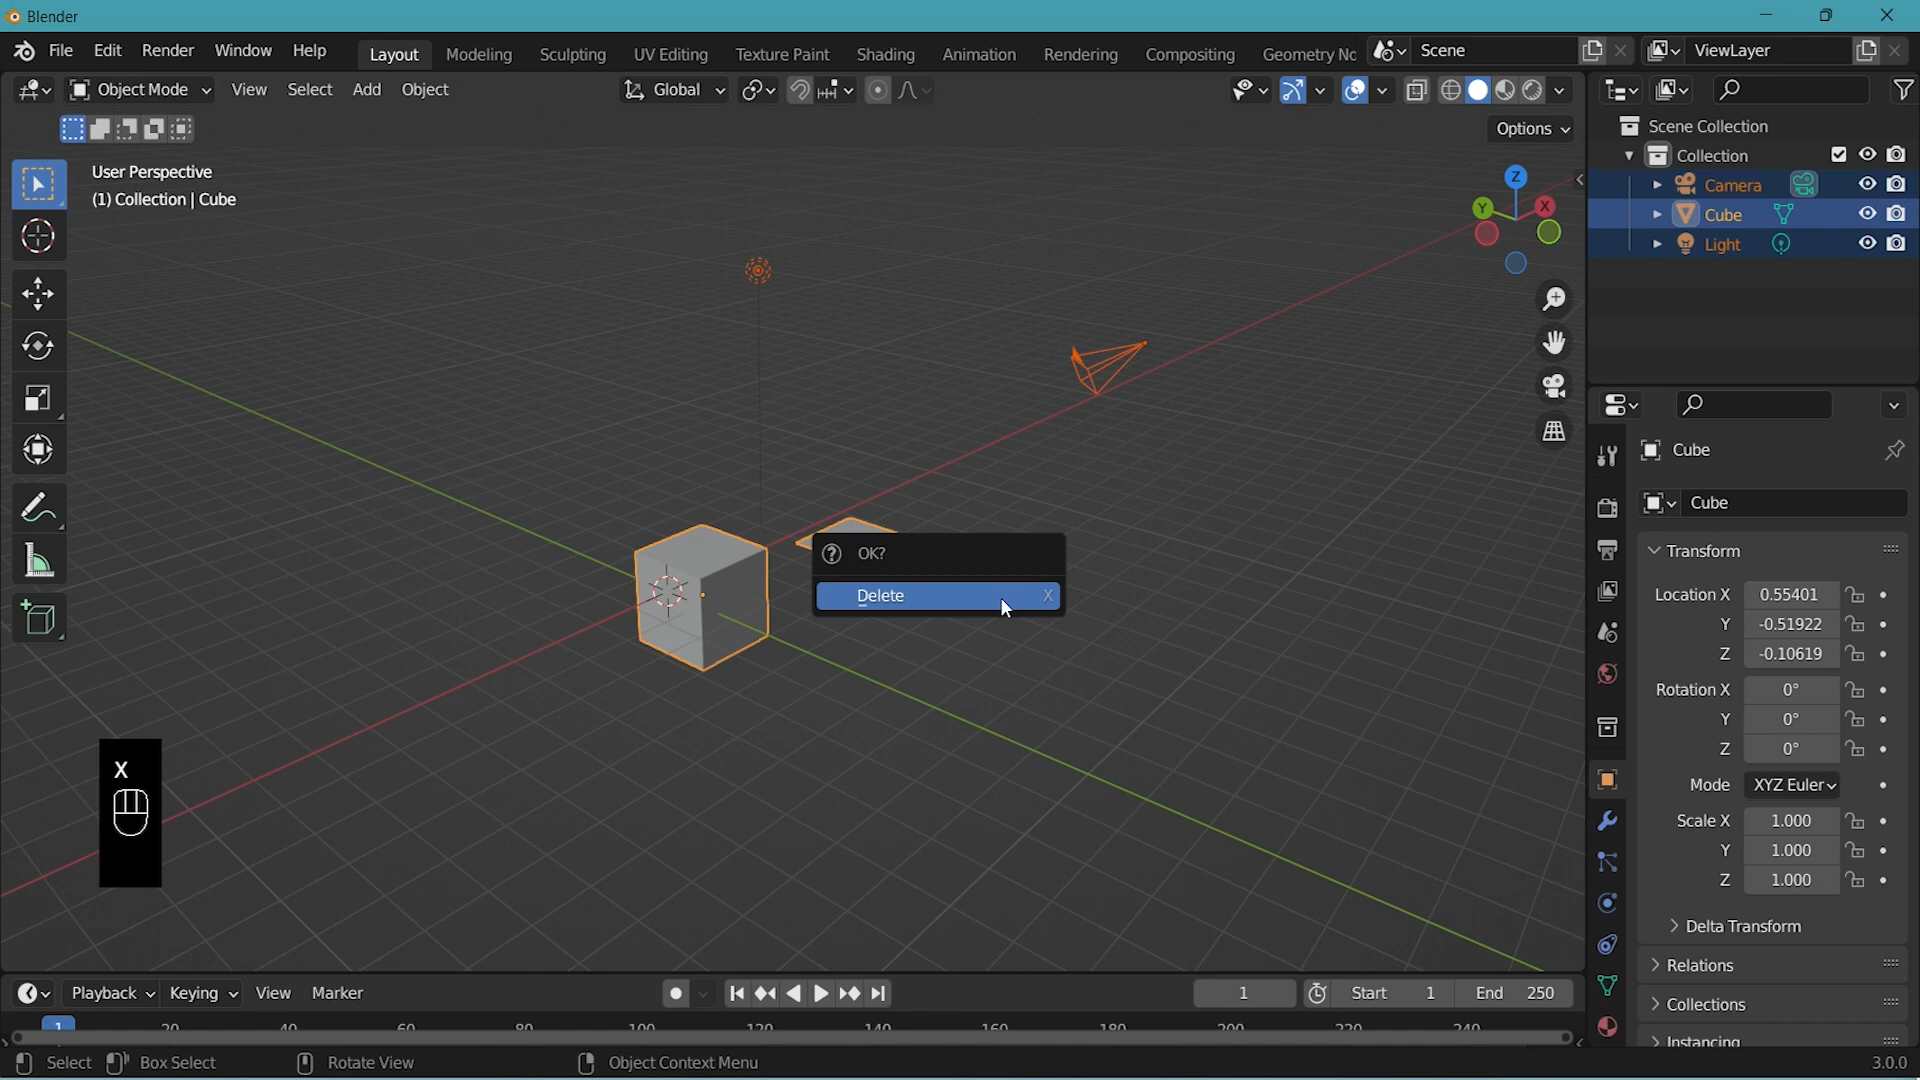 Blender
File Edit Render Window Help
Layout Modeling Sculpting UV Editing Texture Paint Shading Animation Rendering Compositing Geometry No
Scene
ViewLayer
Object Mode View Select Add Object
Global
Options
User Perspective
(1) Collection | Cube
Z
Y
X
Scene Collection
Collection
Camera
Cube
Light
OK?
Delete X
X
Cube
Cube
Transform
Location X 0.55401
Y -0.51922
Z -0.10619
Rotation X 0°
Y 0°
Z 0°
Mode XYZ Euler
Scale X 1.000
Y 1.000
Z 1.000
Delta Transform
Relations
Collections
Instancing
Playback Keying View Marker
1
Start 1
End 250
1 20 40 60 80 100 120 140 160 180 200 220 240
Select Box Select Rotate View Object Context Menu
3.0.0